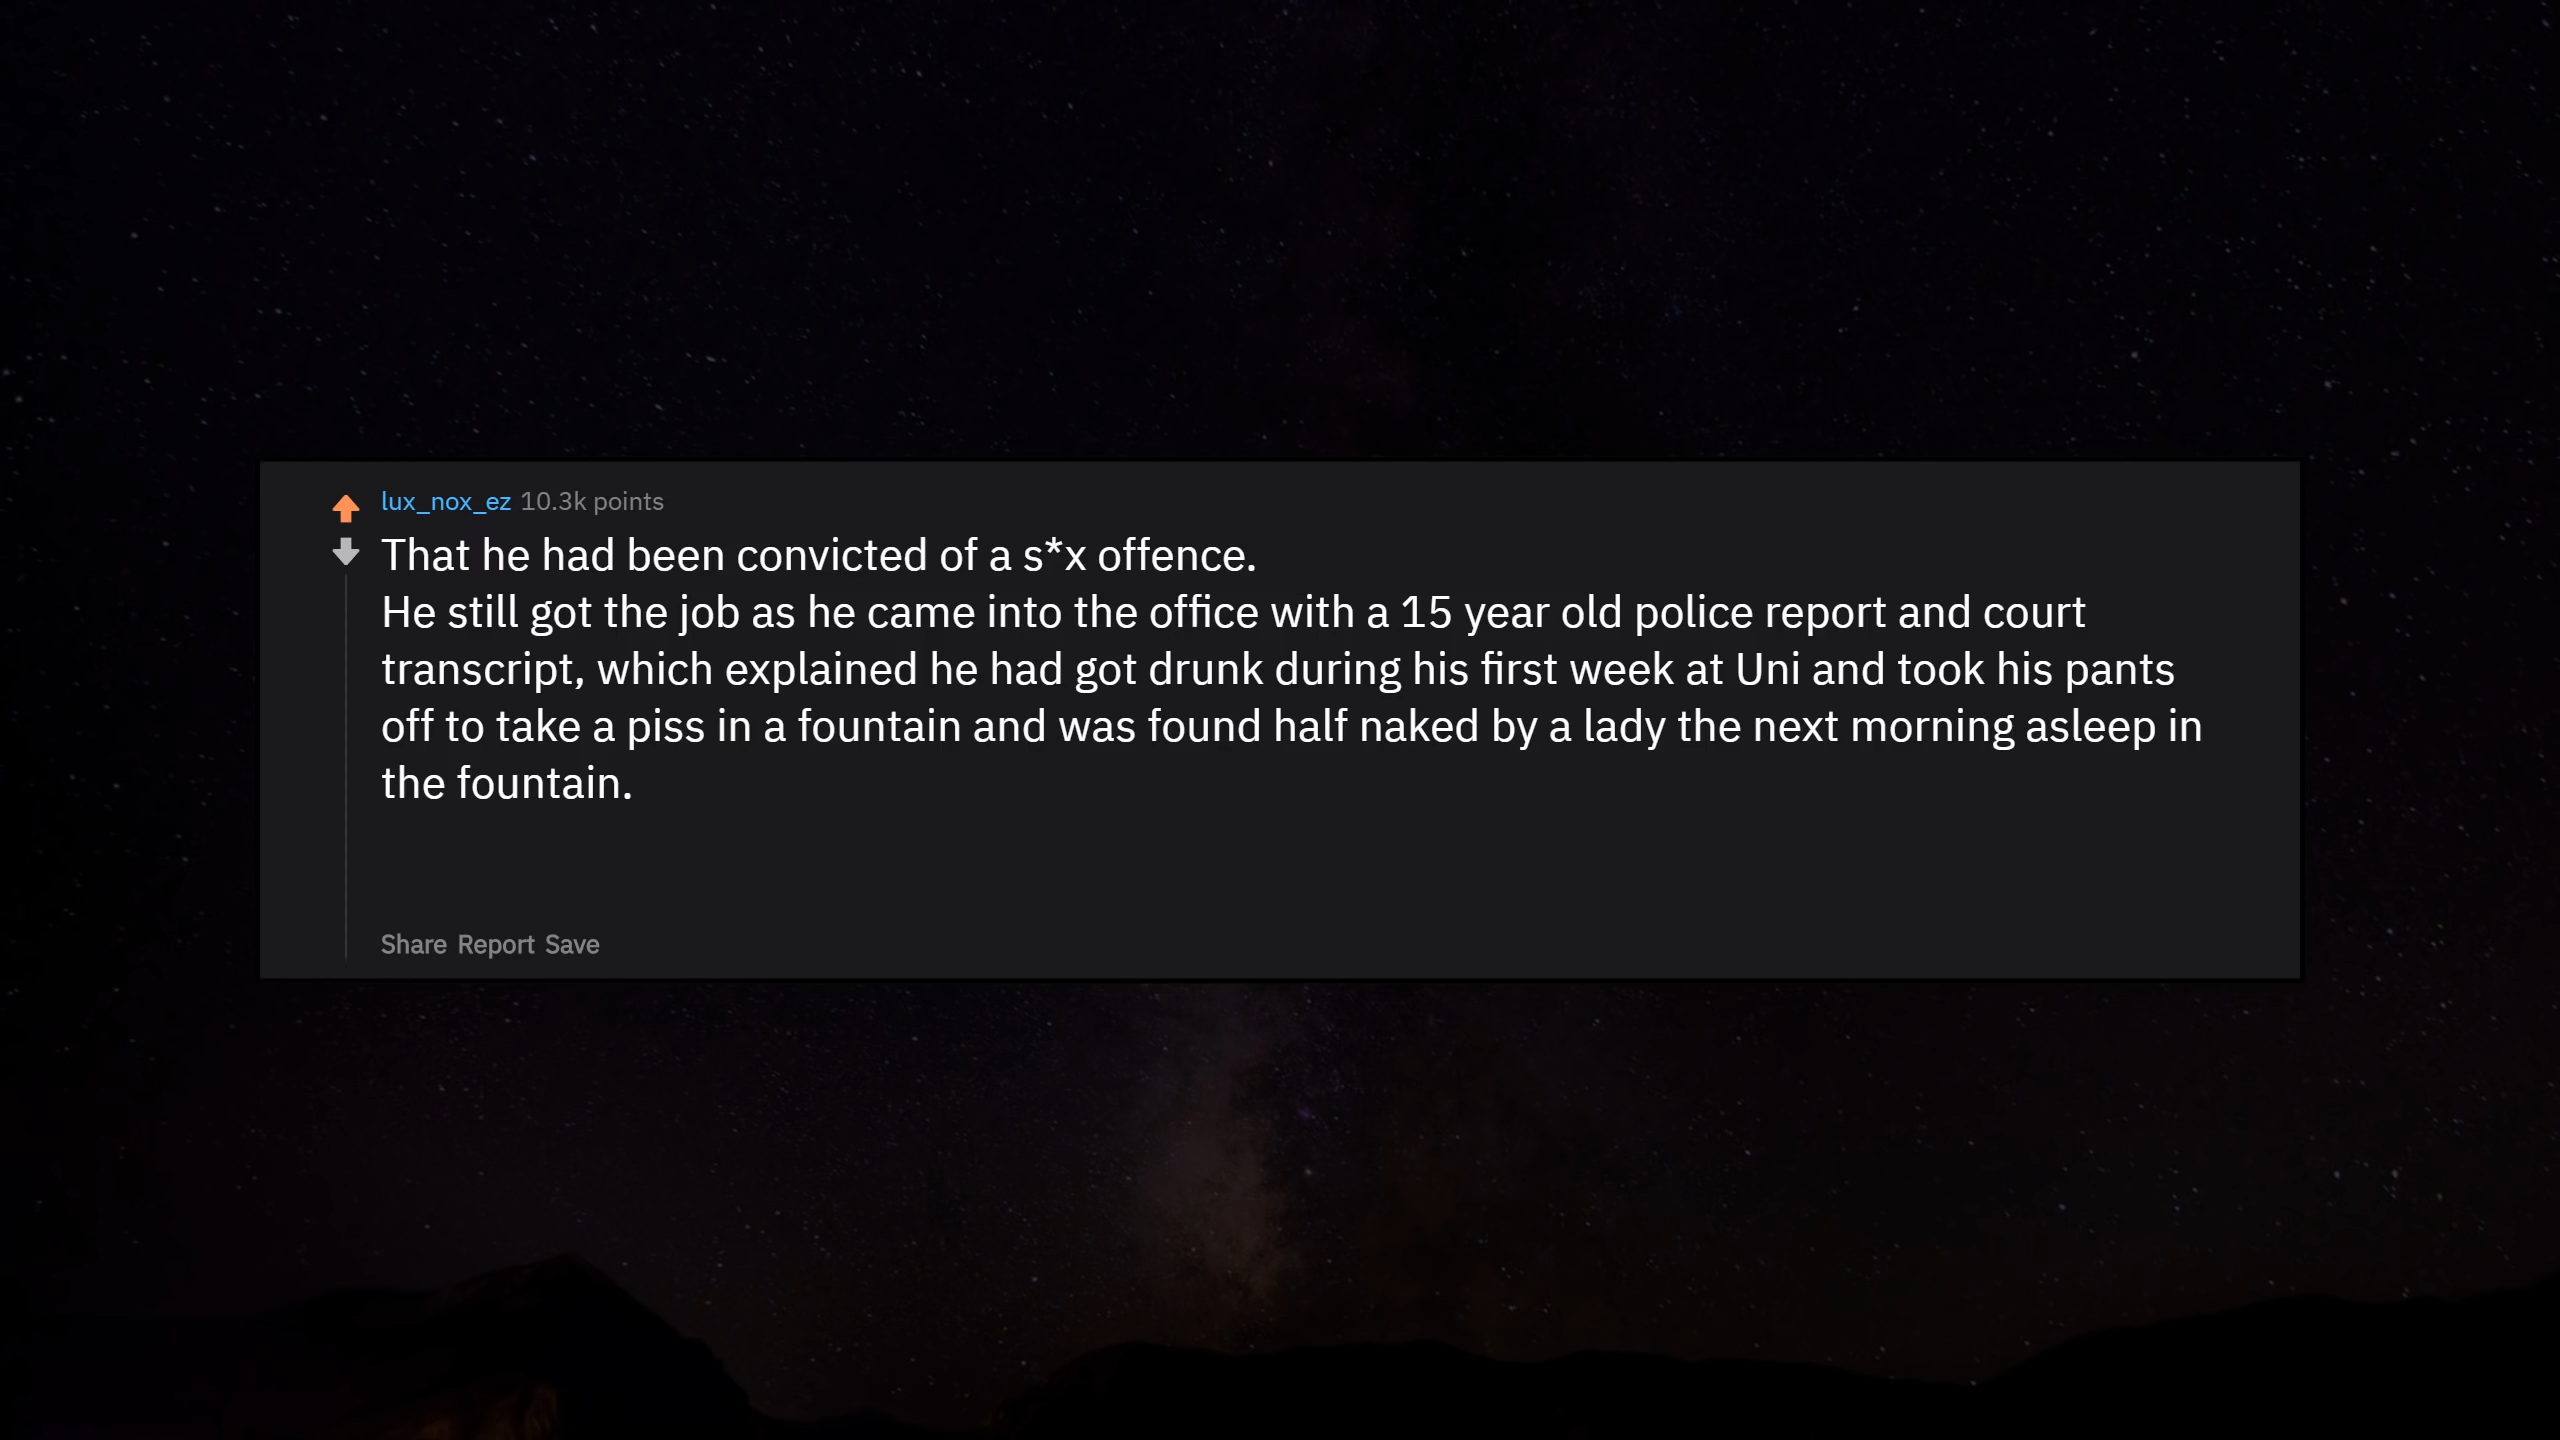 lux_nox_ez 10.3k points
That he had been convicted of a s*x offence.
He still got the job as he came into the office with a 15 year old police report and court
transcript, which explained he had got drunk during his first week at Uni and took his pants
off to take a piss in a fountain and was found half naked by a lady the next morning asleep in
the fountain.
Share Report Save